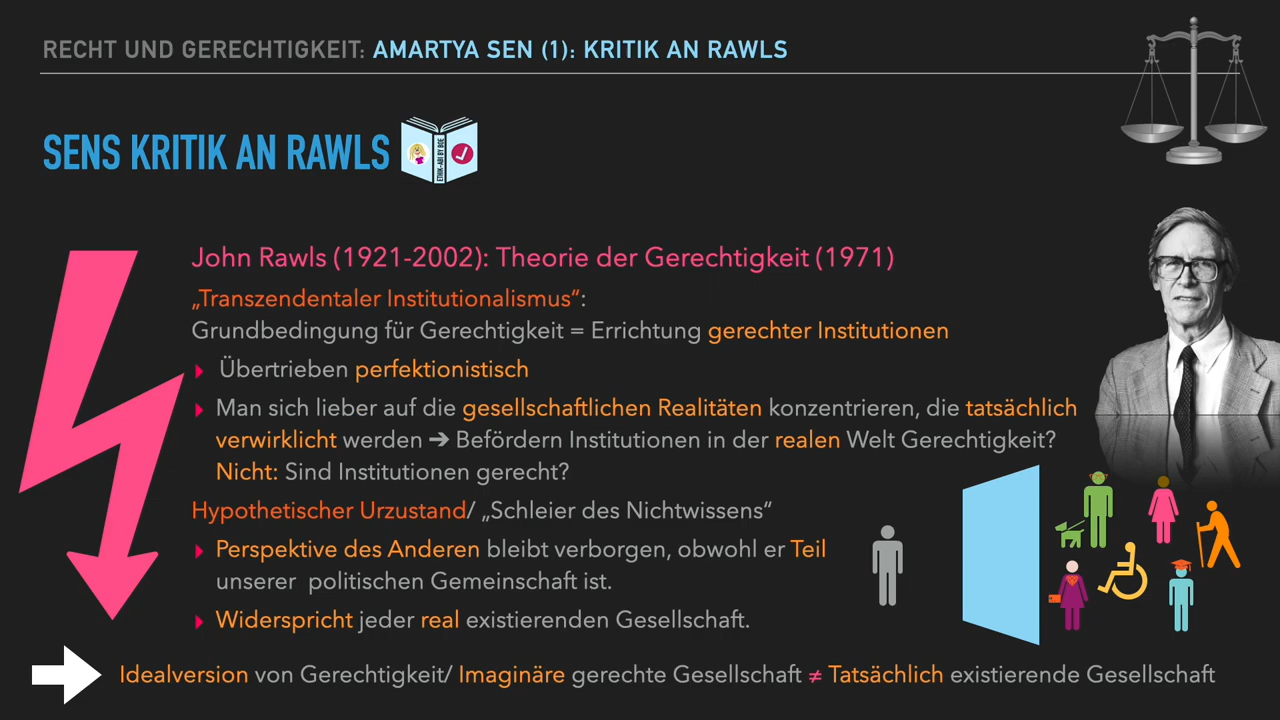 RECHT UND GERECHTIGKEIT: AMARTYA SEN (1): KRITIK AN RAWLS
SENS KRITIK AN RAWLS
ETHIK-ABI BY BOE
John Rawls (1921-2002): Theorie der Gerechtigkeit (1971)
„Transzendentaler Institutionalismus“:
Grundbedingung für Gerechtigkeit = Errichtung gerechter Institutionen
Übertrieben perfektionistisch
Man sich lieber auf die gesellschaftlichen Realitäten konzentrieren, die tatsächlich
verwirklicht werden ➔ Befördern Institutionen in der realen Welt Gerechtigkeit?
Nicht: Sind Institutionen gerecht?
Hypothetischer Urzustand/ „Schleier des Nichtwissens“
Perspektive des Anderen bleibt verborgen, obwohl er Teil
unserer politischen Gemeinschaft ist.
Widerspricht jeder real existierenden Gesellschaft.
Idealversion von Gerechtigkeit/ Imaginäre gerechte Gesellschaft ≠ Tatsächlich existierende Gesellschaft